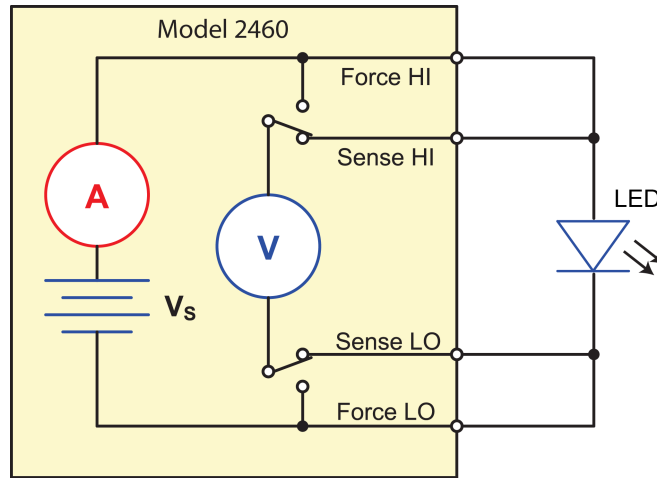 Model 2460
Force HI
Sense HI
A
LED
V
Vs
Sense LO
Force LO